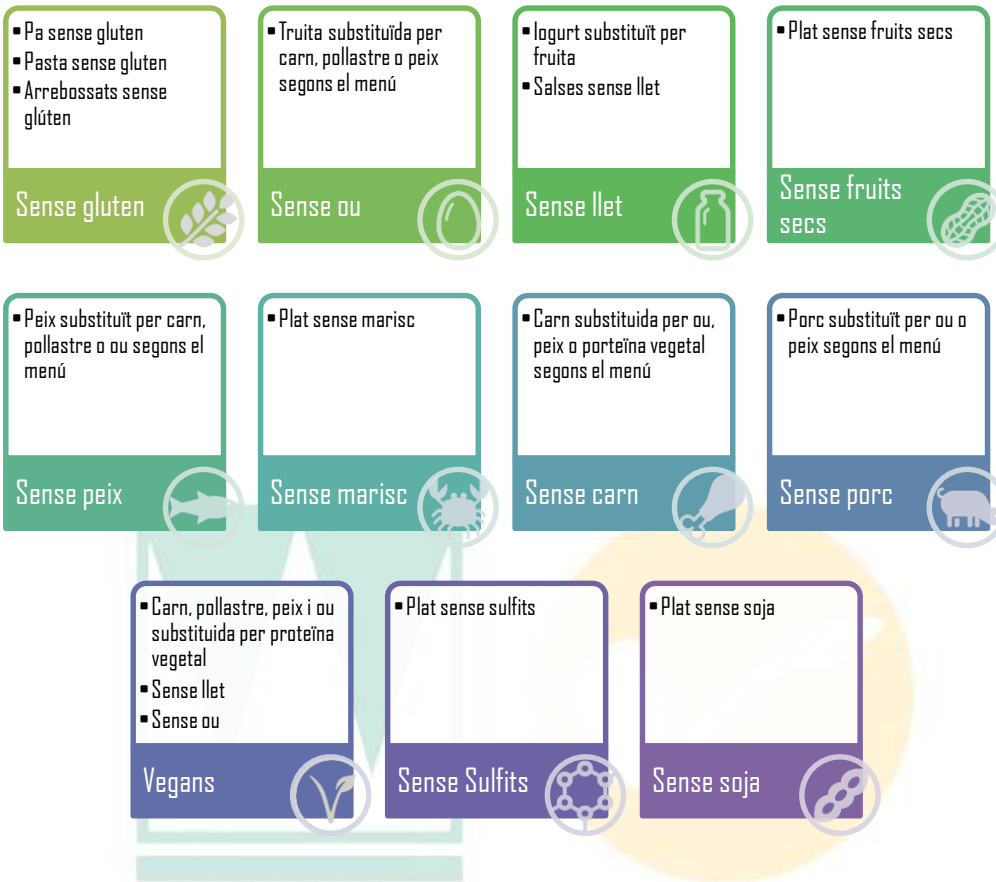 ▪ Pa sense gluten
▪ Pasta sense gluten
▪ Arrebossats sense
glúten
Sense gluten
▪ Truita substituïda per
carn, pollastre o peix
segons el menú
Sense ou
▪ Iogurt substituït per
fruita
▪ Salses sense llet
Sense llet
▪ Plat sense fruits secs
Sense fruits
secs
▪ Peix substituït per carn,
pollastre o ou segons el
menú
Sense peix
▪ Plat sense marisc
Sense marisc
▪ Carn substituida per ou,
peix o porteïna vegetal
segons el menú
Sense carn
▪ Porc substituït per ou o
peix segons el menú
Sense porc
▪ Carn, pollastre, peix i ou
substituida per proteïna
vegetal
▪ Sense llet
▪ Sense ou
Vegans
▪ Plat sense sulfits
Sense Sulfits
▪ Plat sense soja
Sense soja